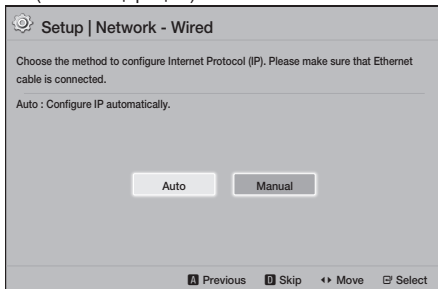 Setup | Network - Wired
Choose the method to configure Internet Protocol (IP). Please make sure that Ethernet
cable is connected.
Auto : Configure IP automatically.
Auto Manual
A Previous D Skip Move Select